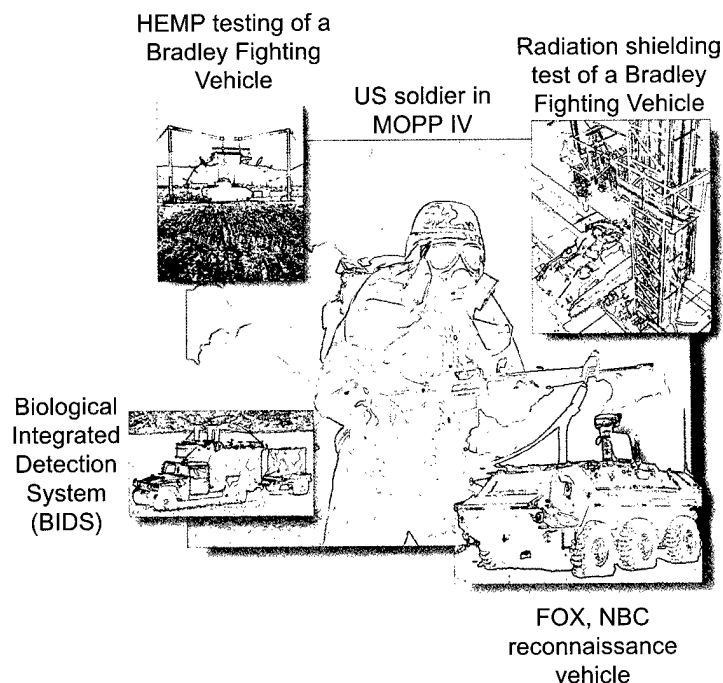 HEMP testing of a
Bradley Fighting
Vehicle
US soldier in
MOPP IV
Radiation shielding
test of a Bradley
Fighting Vehicle
Biological
Integrated
Detection
System
(BIDS)
FOX, NBC
reconnaissance
vehicle